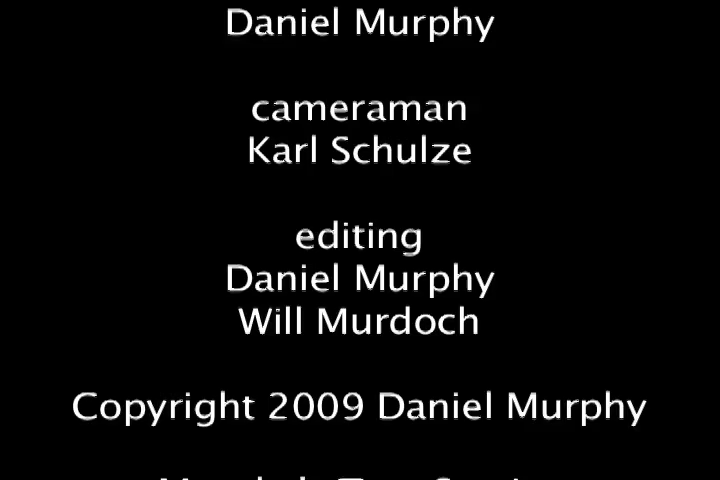 Daniel Murphy
cameraman
Karl Schulze
editing
Daniel Murphy
Will Murdoch
Copyright 2009 Daniel Murphy